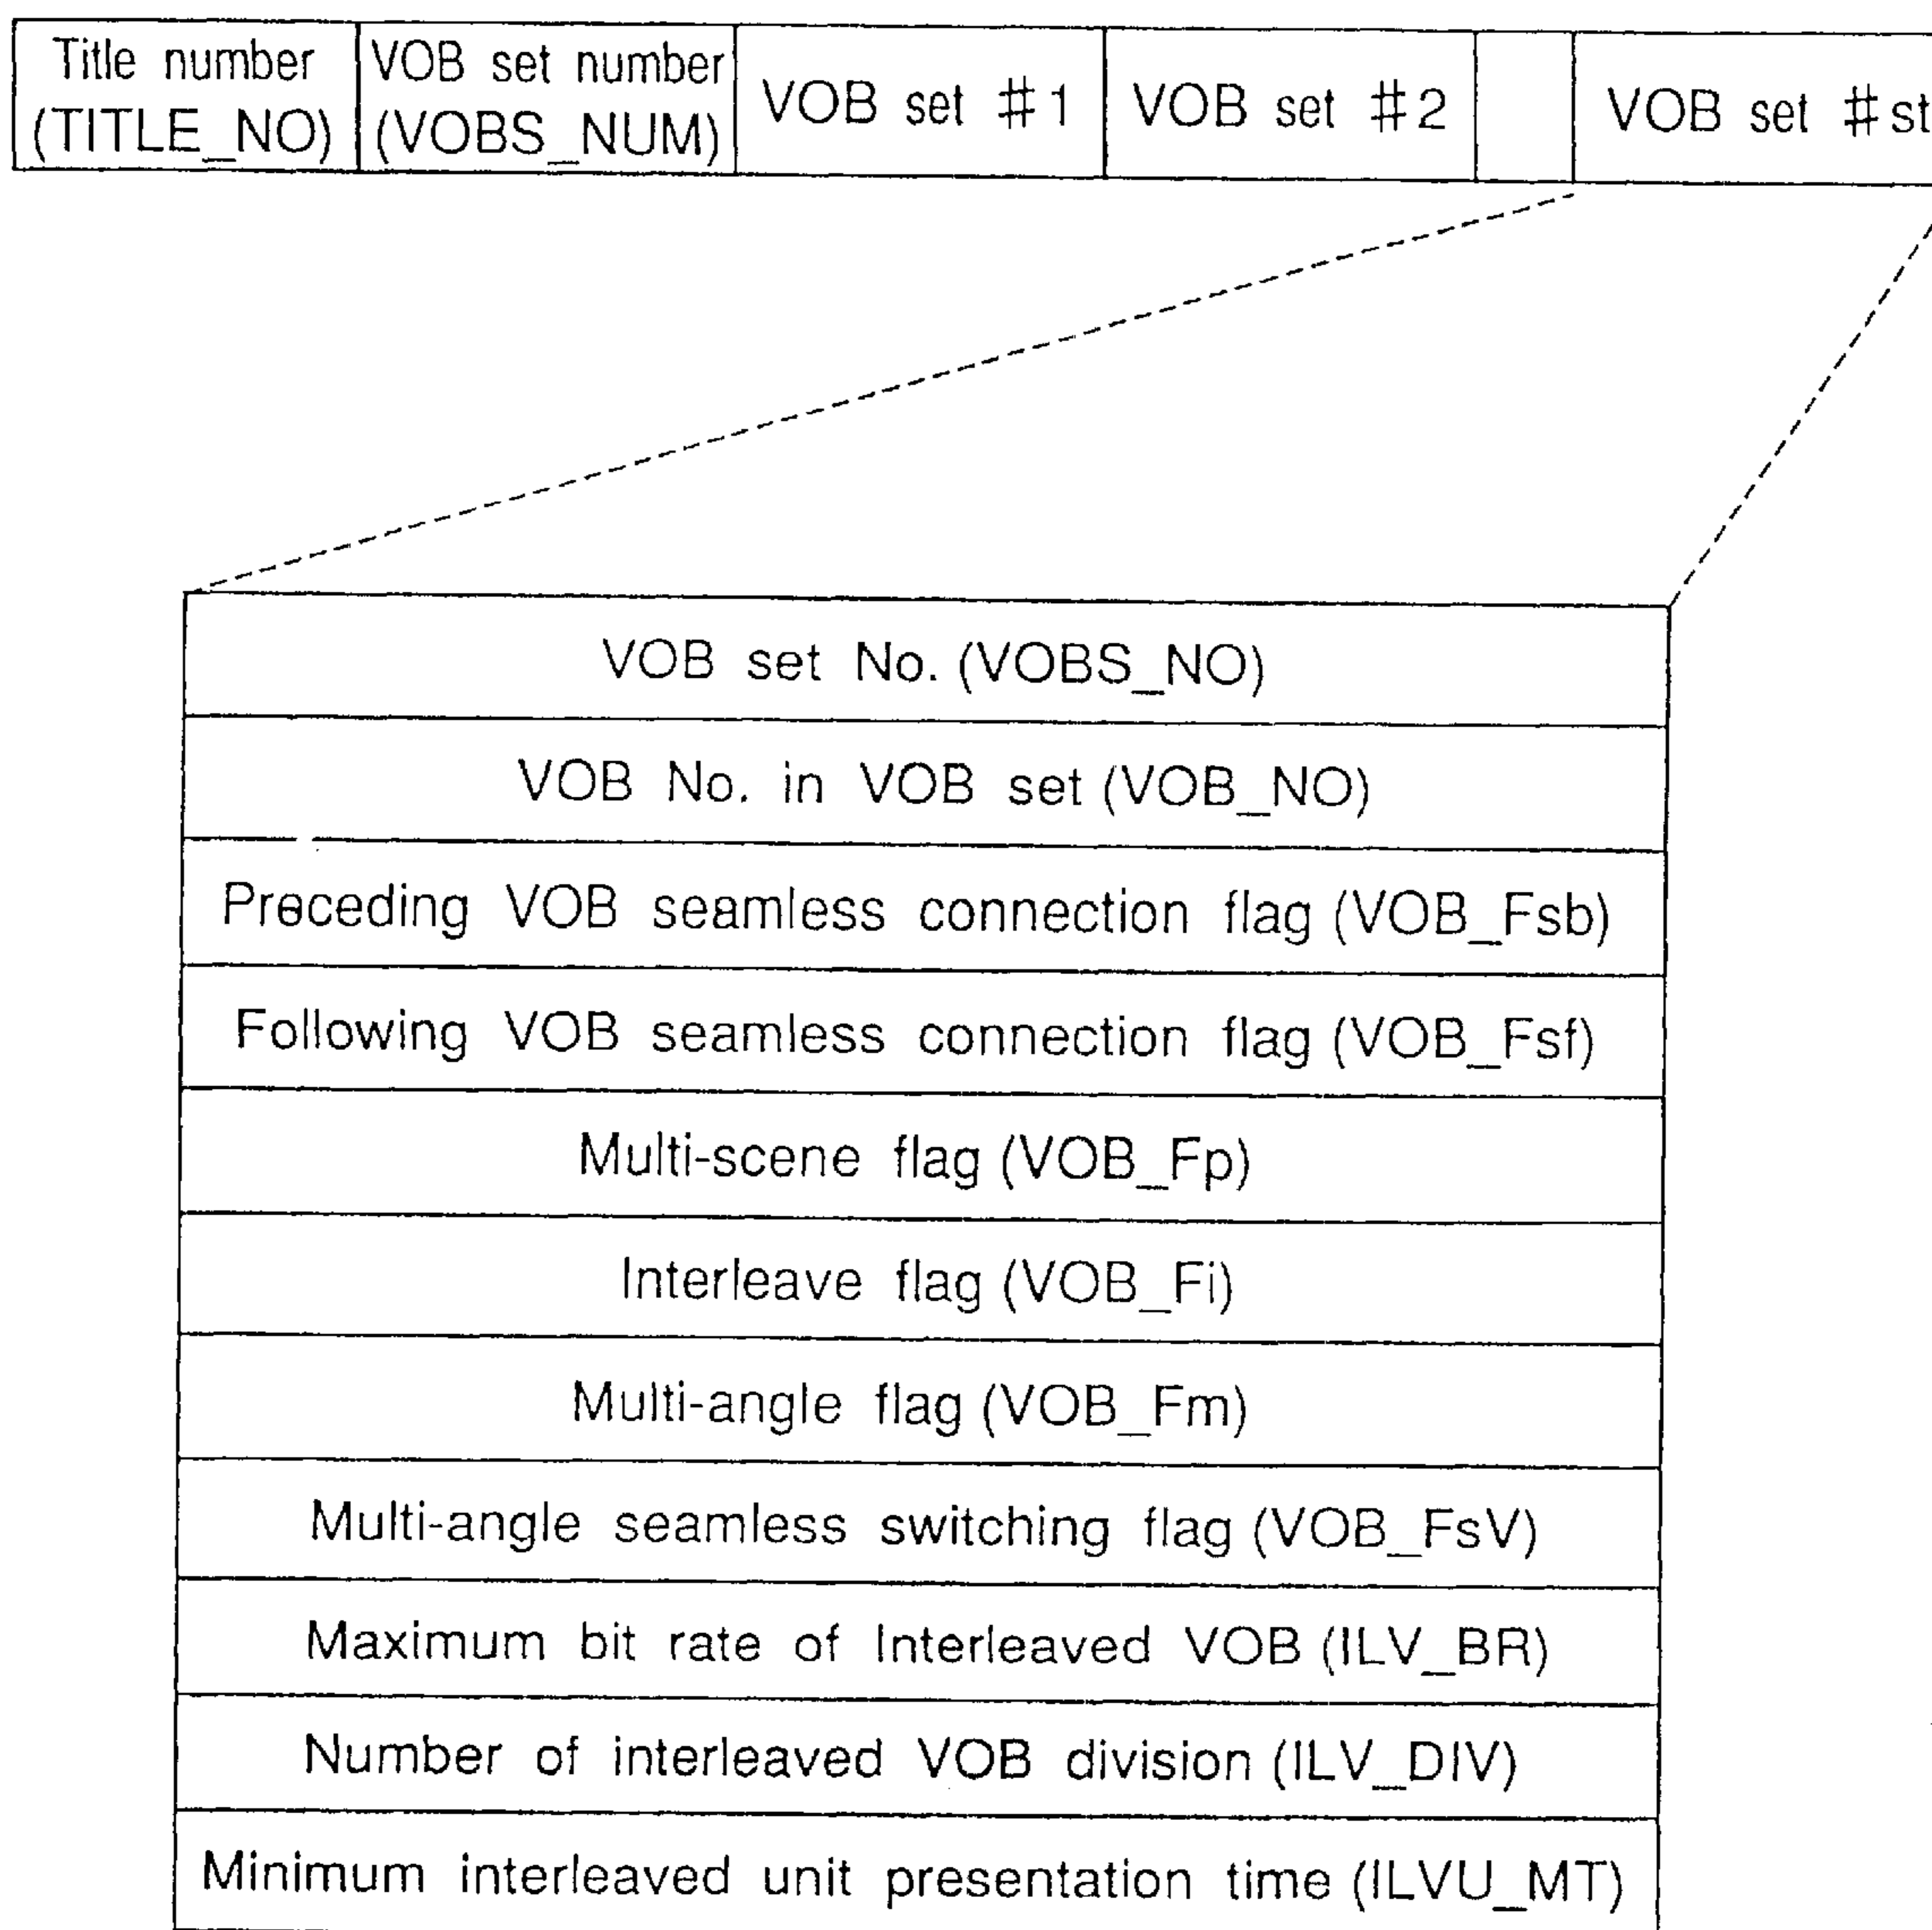 Title number
(TITLE_NO)
VOB set number
(VOBS_NUM)
VOB set #1
VOB set #2
VOB set #st
VOB set No. (VOBS_NO)
VOB No. in VOB set (VOB_NO)
Preceding VOB seamless connection flag (VOB_Fsb)
Following VOB seamless connection flag (VOB_Fsf)
Multi-scene flag (VOB_Fp)
Interleave flag (VOB_Fi)
Multi-angle flag (VOB_Fm)
Multi-angle seamless switching flag (VOB_FsV)
Maximum bit rate of Interleaved VOB (ILV_BR)
Number of interleaved VOB division (ILV_DIV)
Minimum interleaved unit presentation time (ILVU_MT)